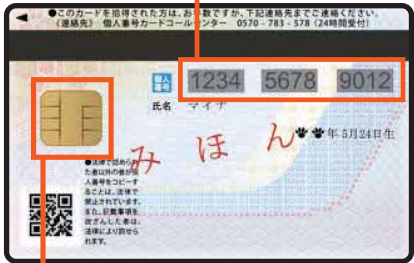 ●このカードを拾得された方は、お手数ですが、下記連絡先までご連絡ください。
《連絡先》 個人番号カードコールセンター 0570-783-578 (24時間受付)
個人番号 1234 5678 9012
氏名 マイナ
年 5月24日生
みほん
●法律で認められ
た者以外の者が個
人番号をコピーす
ることは、法律で
禁止されています。
また、記載事項を
改ざんした者は、
法律により罰せら
れます。